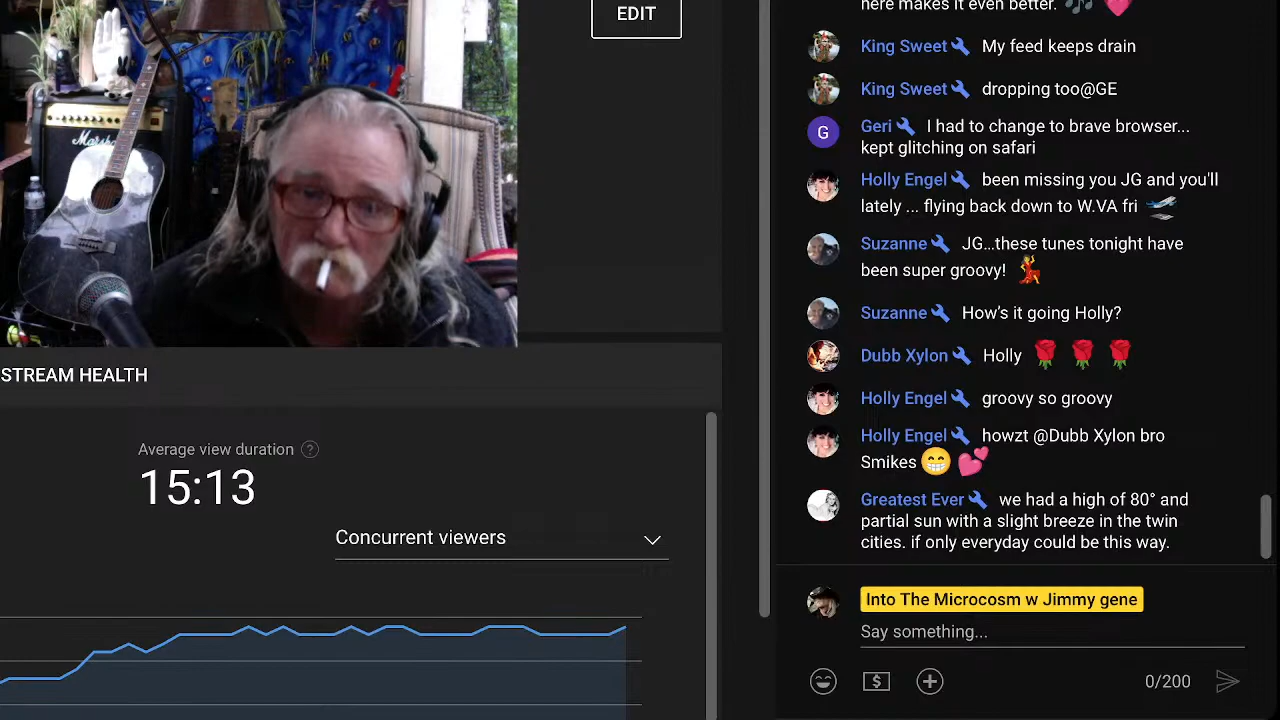 EDIT
Marshall
STREAM HEALTH
Average view duration ?
15:13
Concurrent viewers
here makes it even better. 🎶 💗
King Sweet My feed keeps drain
King Sweet dropping too@GE
G
Geri I had to change to brave browser...
kept glitching on safari
Holly Engel been missing you JG and you'll
lately ... flying back down to W.VA fri 🛫
Suzanne JG…these tunes tonight have
been super groovy! 💃
Suzanne How's it going Holly?
Dubb Xylon Holly 🌹 🌹 🌹
Holly Engel groovy so groovy
Holly Engel howzt @Dubb Xylon bro
Smikes 😁 💕
Greatest Ever we had a high of 80° and
partial sun with a slight breeze in the twin
cities. if only everyday could be this way.
Into The Microcosm w Jimmy gene
Say something...
$
0/200